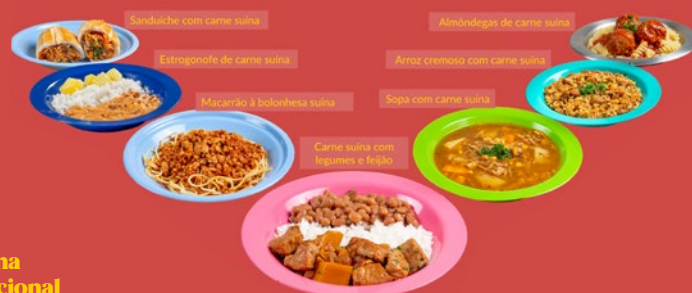 Sanduíche com carne suína
Almôndegas de carne suína
Estrogonofe de carne suína
Arroz cremoso com carne suína
Macarrão à bolonhesa suína
Sopa com carne suína
Carne suína com
legumes e feijão
na
cional